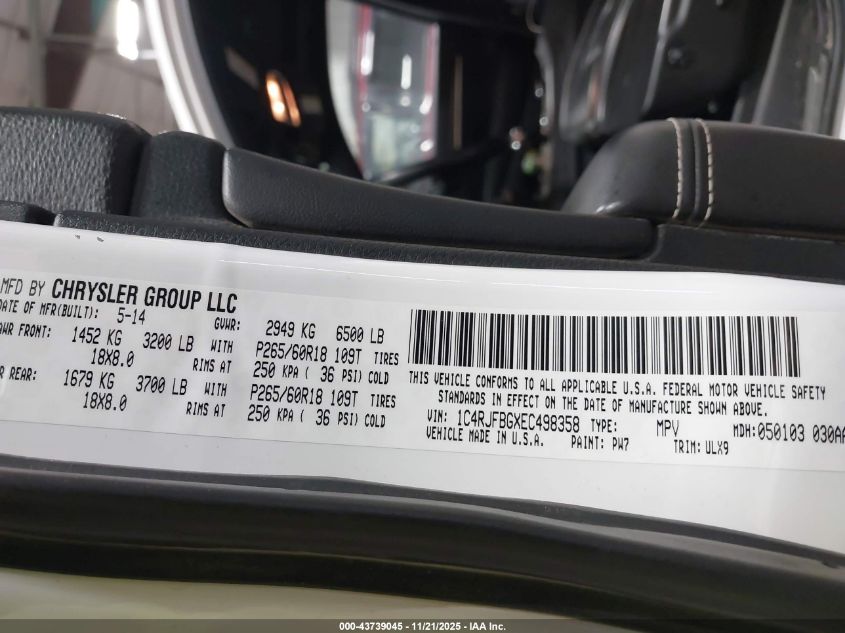 MFD BY CHRYSLER GROUP LLC
DATE OF MFR(BUILT): 5-14 GVWR: 2949 KG 6500 LB
FRONT: 1452 KG 3200 LB WITH P265/60R18 109T TIRES
18X8.0 RIMS AT 250 KPA ( 36 PSI) COLD
REAR: 1679 KG 3700 LB WITH P265/60R18 109T TIRES
18X8.0 RIMS AT 250 KPA ( 36 PSI) COLD
THIS VEHICLE CONFORMS TO ALL APPLICABLE U.S.A. FEDERAL MOTOR VEHICLE SAFETY
STANDARDS IN EFFECT ON THE DATE OF MANUFACTURE SHOWN ABOVE.
VIN: 1C4RJFBGXEC498358 TYPE: MPV MDH: 050103 030AA
VEHICLE MADE IN U.S.A. PAINT: PW7 TRIM: ULX9
000-43739045 - 11/21/2025 - IAA Inc.